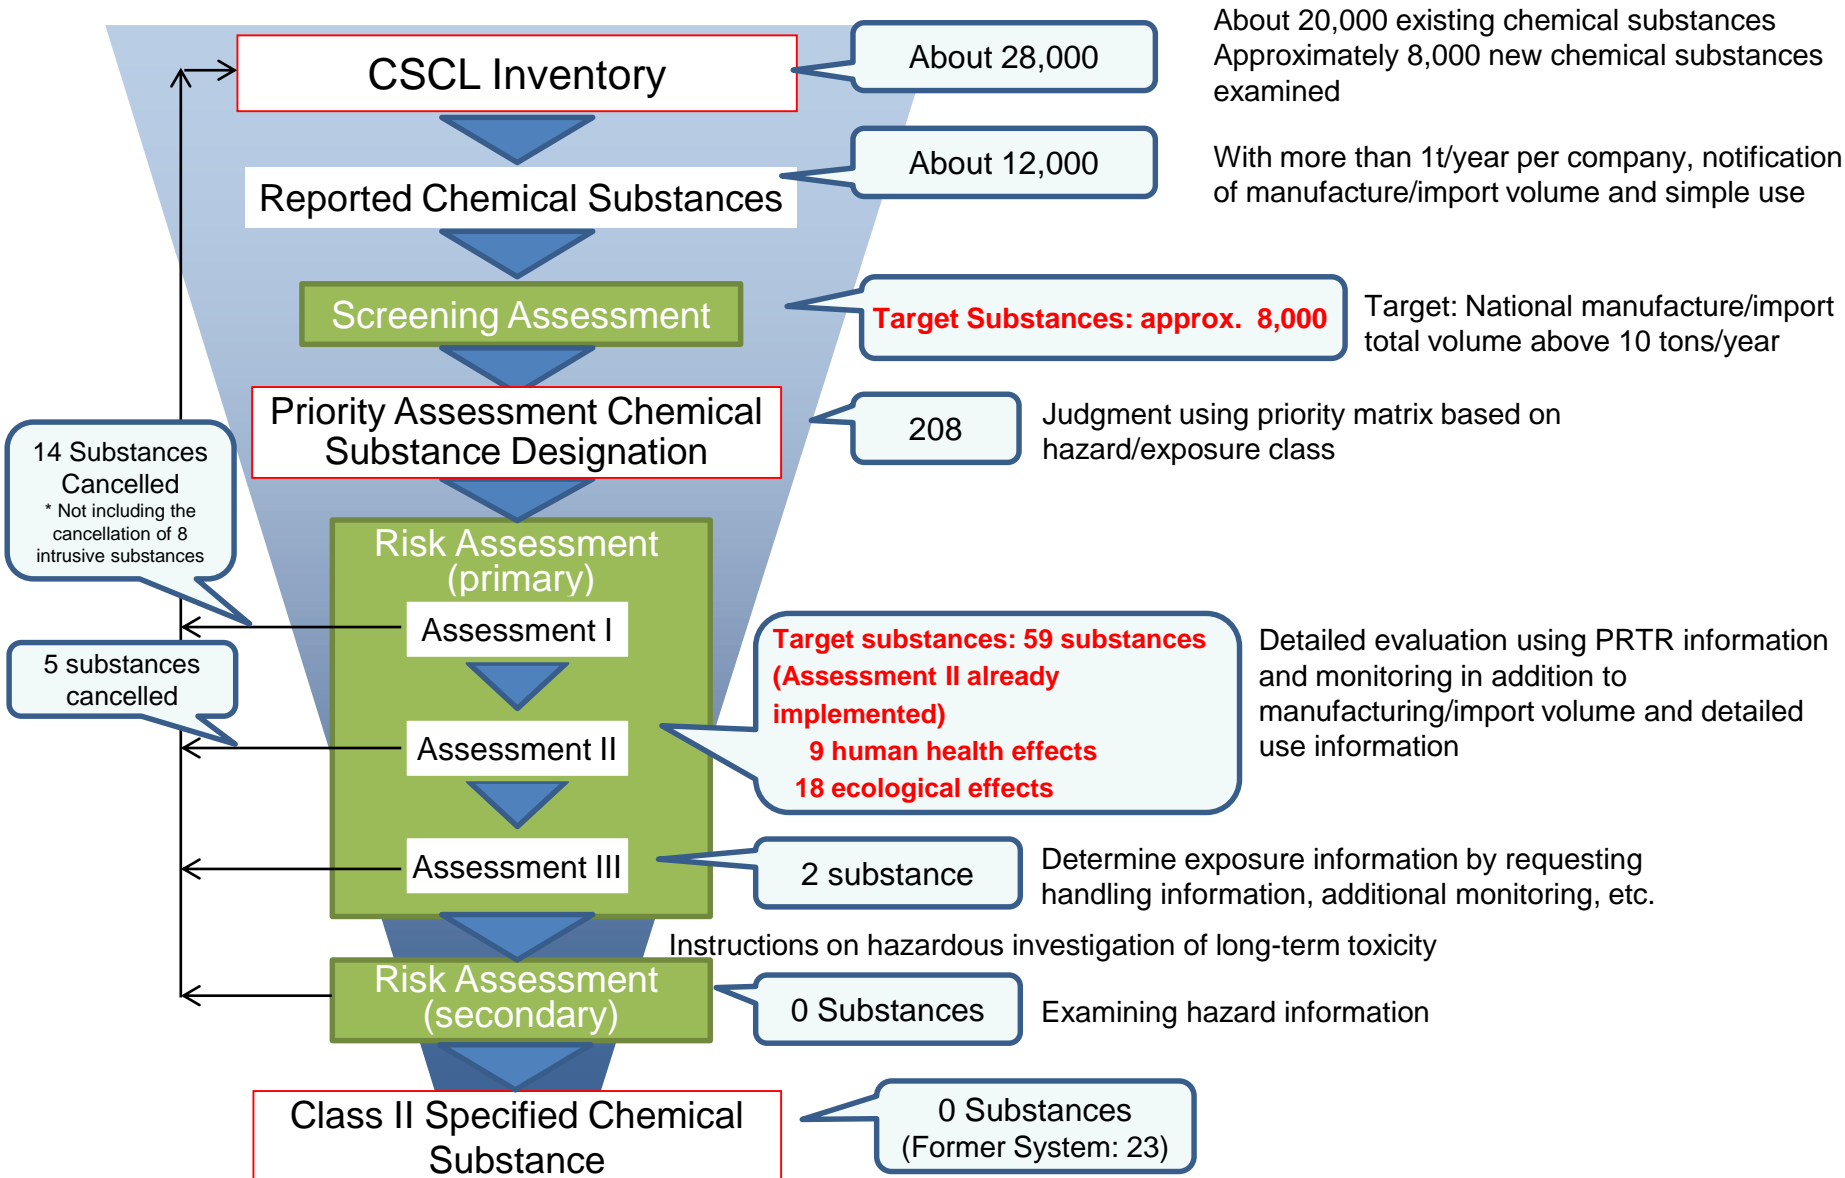 CSCL Inventory
About 28,000
About 20,000 existing chemical substances
Approximately 8,000 new chemical substances
examined
Reported Chemical Substances
About 12,000
With more than 1t/year per company, notification
of manufacture/import volume and simple use
Screening Assessment
Target Substances: approx. 8,000
Target: National manufacture/import
total volume above 10 tons/year
Priority Assessment Chemical
Substance Designation
208
Judgment using priority matrix based on
hazard/exposure class
14 Substances
Cancelled
* Not including the
cancellation of 8
intrusive substances
Risk Assessment
(primary)
Assessment I
5 substances
cancelled
Assessment II
Target substances: 59 substances
(Assessment II already
implemented)
9 human health effects
18 ecological effects
Detailed evaluation using PRTR information
and monitoring in addition to
manufacturing/import volume and detailed
use information
Assessment III
2 substance
Determine exposure information by requesting
handling information, additional monitoring, etc.
Instructions on hazardous investigation of long-term toxicity
Risk Assessment
(secondary)
0 Substances
Examining hazard information
Class II Specified Chemical
Substance
0 Substances
(Former System: 23)